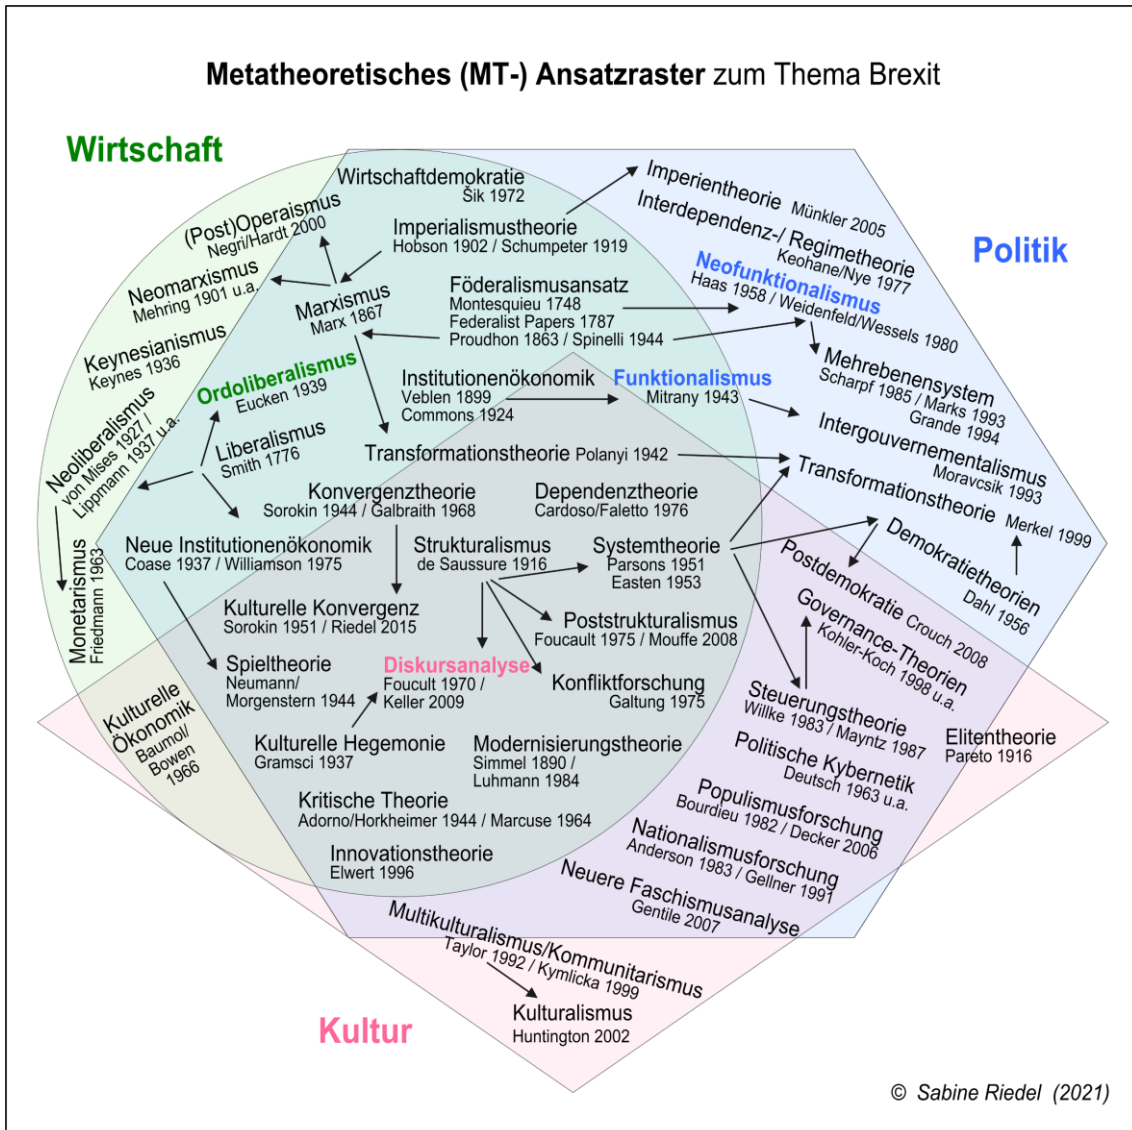 Metatheoretisches (MT-) Ansatzraster zum Thema Brexit
Wirtschaft
Politik
Kultur
Wirtschaftdemokratie
Šik 1972
(Post)Operaismus
Negri/Hardt 2000
Imperialismustheorie
Hobson 1902 / Schumpeter 1919
Imperientheorie Münkler 2005
Interdependenz-/ Regimetheorie
Keohane/Nye 1977
Neofunktionalismus
Haas 1958 / Weidenfeld/Wessels 1980
Neomarxismus
Mehring 1901 u.a.
Marxismus
Marx 1867
Föderalismusansatz
Montesquieu 1748
Federalist Papers 1787
Proudhon 1863 / Spinelli 1944
Keynesianismus
Keynes 1936
Ordoliberalismus
Eucken 1939
Institutionenökonomik
Veblen 1899
Commons 1924
Funktionalismus
Mitrany 1943
Mehrebenensystem
Scharpf 1985 / Marks 1993
Grande 1994
Neoliberalismus
von Mises 1927 /
Lippmann 1937 u.a.
Liberalismus
Smith 1776
Intergouvernementalismus
Moravcsik 1993
Transformationstheorie Polanyi 1942
Transformationstheorie Merkel 1999
Konvergenztheorie
Sorokin 1944 / Galbraith 1968
Dependenztheorie
Cardoso/Faletto 1976
Monetarismus
Friedmann 1963
Neue Institutionenökonomik
Coase 1937 / Williamson 1975
Strukturalismus
de Saussure 1916
Systemtheorie
Parsons 1951
Easten 1953
Demokratietheorien
Dahl 1956
Postdemokratie Crouch 2008
Governance-Theorien
Kohler-Koch 1998 u.a.
Kulturelle Konvergenz
Sorokin 1951 / Riedel 2015
Poststrukturalismus
Foucault 1975 / Mouffe 2008
Spieltheorie
Neumann/
Morgenstern 1944
Diskursanalyse
Foucult 1970 /
Keller 2009
Konfliktforschung
Galtung 1975
Steuerungstheorie
Willke 1983 / Mayntz 1987
Kulturelle
Ökonomik
Baumol/
Bowen
1966
Kulturelle Hegemonie
Gramsci 1937
Modernisierungstheorie
Simmel 1890 /
Luhmann 1984
Politische Kybernetik
Deutsch 1963 u.a.
Elitentheorie
Pareto 1916
Kritische Theorie
Adorno/Horkheimer 1944 / Marcuse 1964
Populismusforschung
Bourdieu 1982 / Decker 2006
Innovationstheorie
Elwert 1996
Nationalismusforschung
Anderson 1983 / Gellner 1991
Neuere Faschismusanalyse
Gentile 2007
Multikulturalismus/Kommunitarismus
Taylor 1992 / Kymlicka 1999
Kulturalismus
Huntington 2002
© Sabine Riedel (2021)